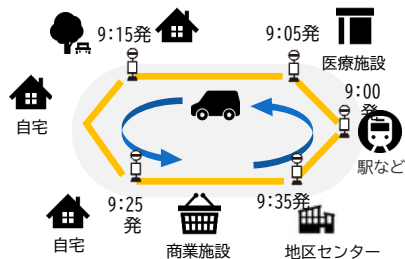 9:15発
9:05発
医療施設
9:00
発
自宅
駅など
9:25
発
9:35発
自宅
商業施設
地区センター